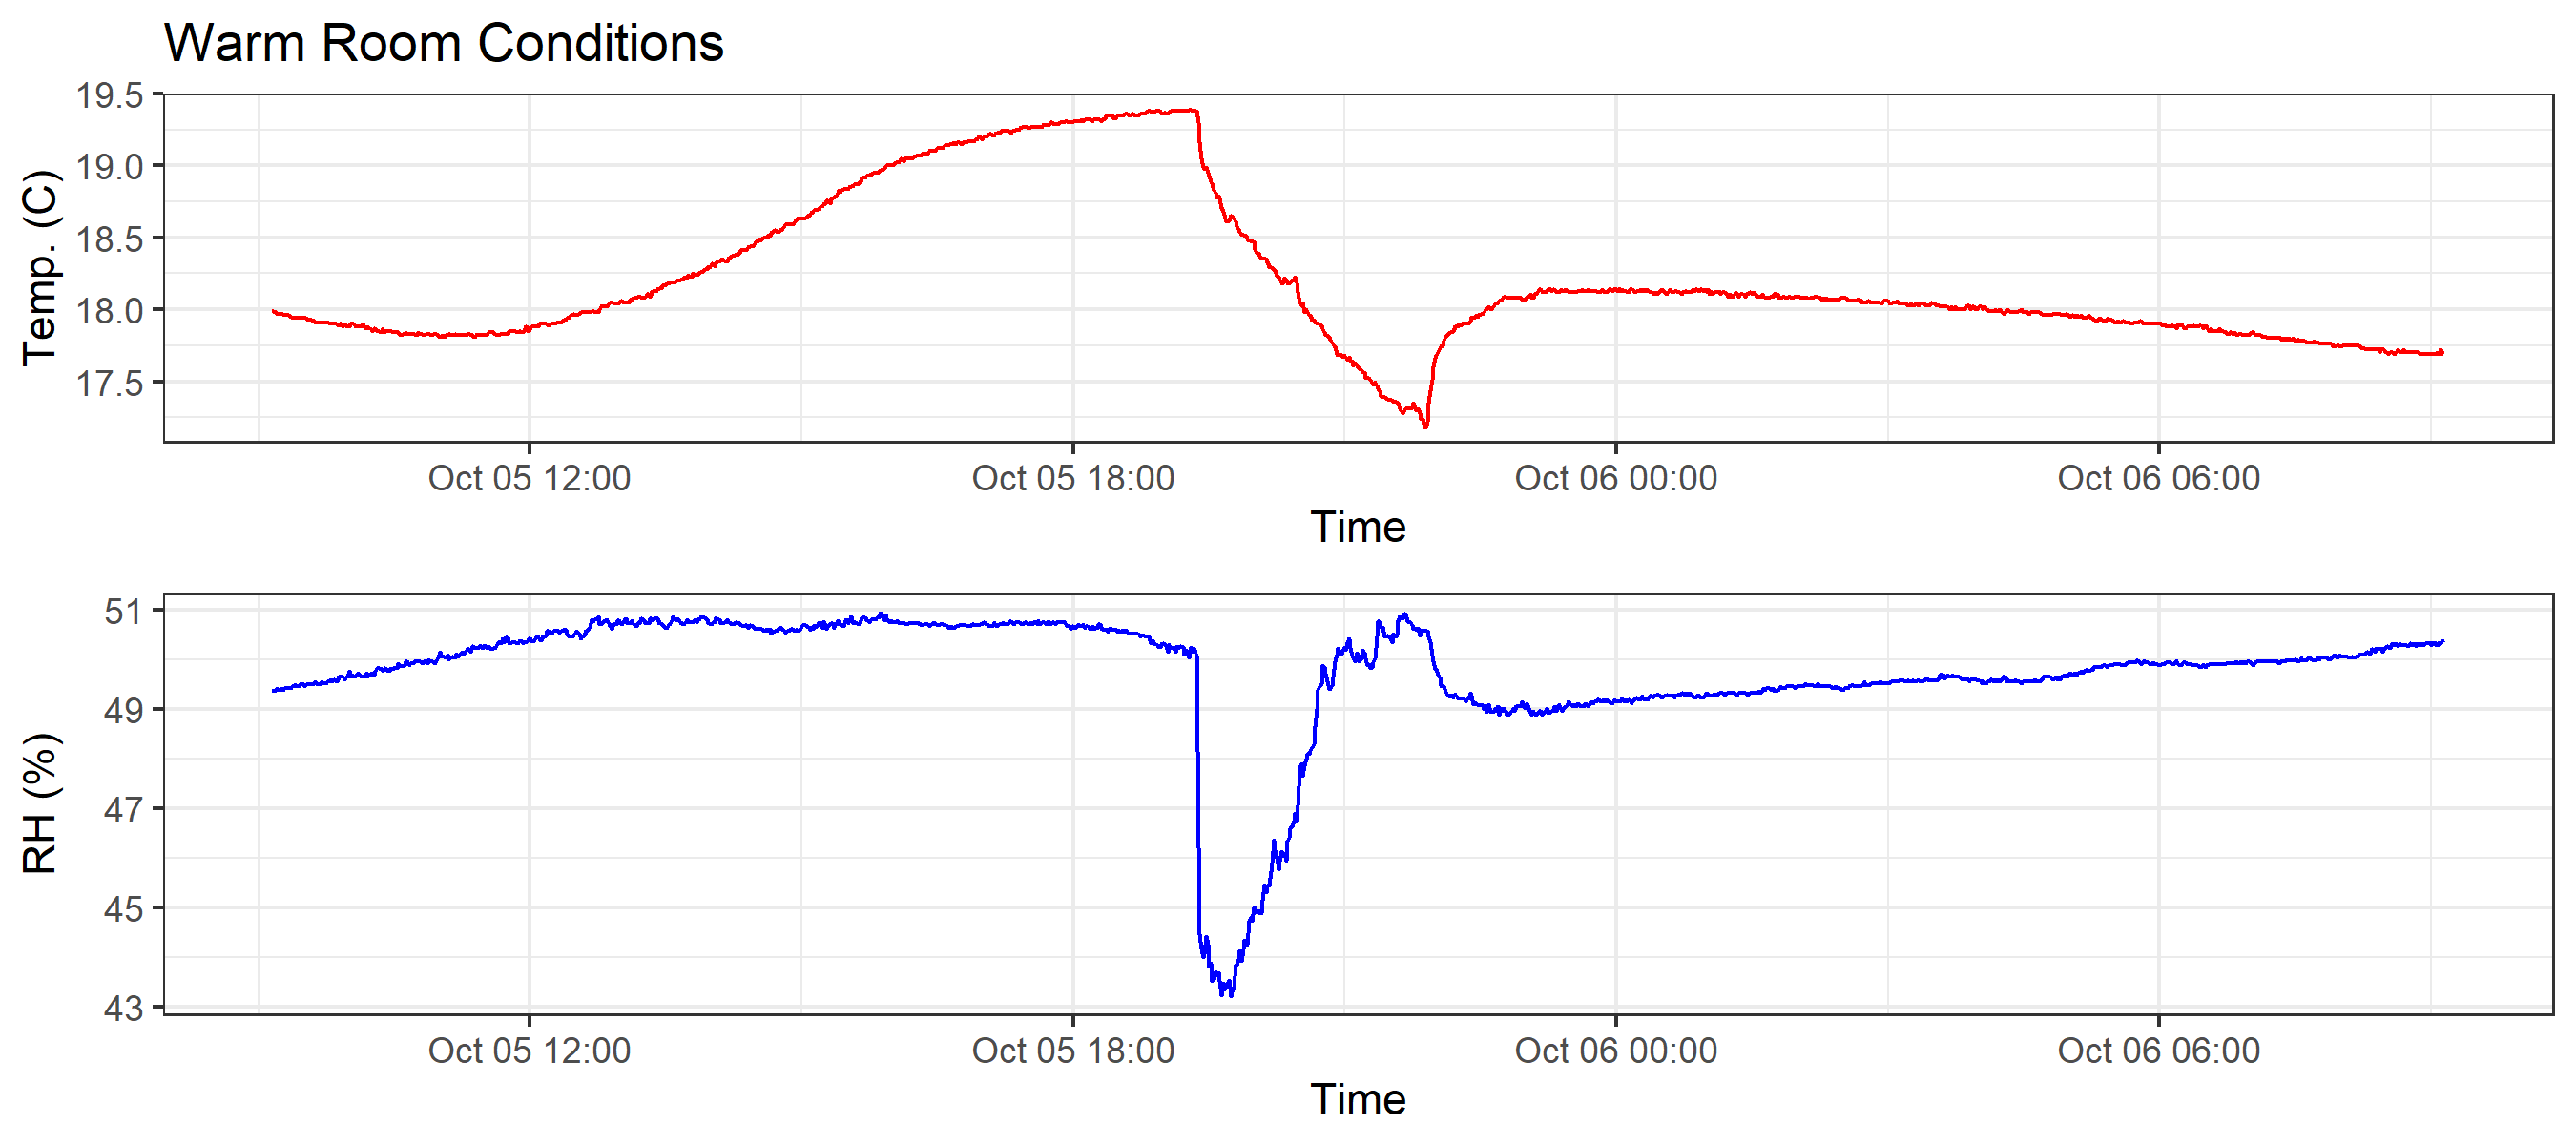 Warm Room Conditions
19.5
19.0
18.5
18.0
17.5
Temp. (C)
Oct 05 12:00 Oct 05 18:00 Oct 06 00:00 Oct 06 06:00
Time
51
49
47
45
43
RH (%)
Oct 05 12:00 Oct 05 18:00 Oct 06 00:00 Oct 06 06:00
Time